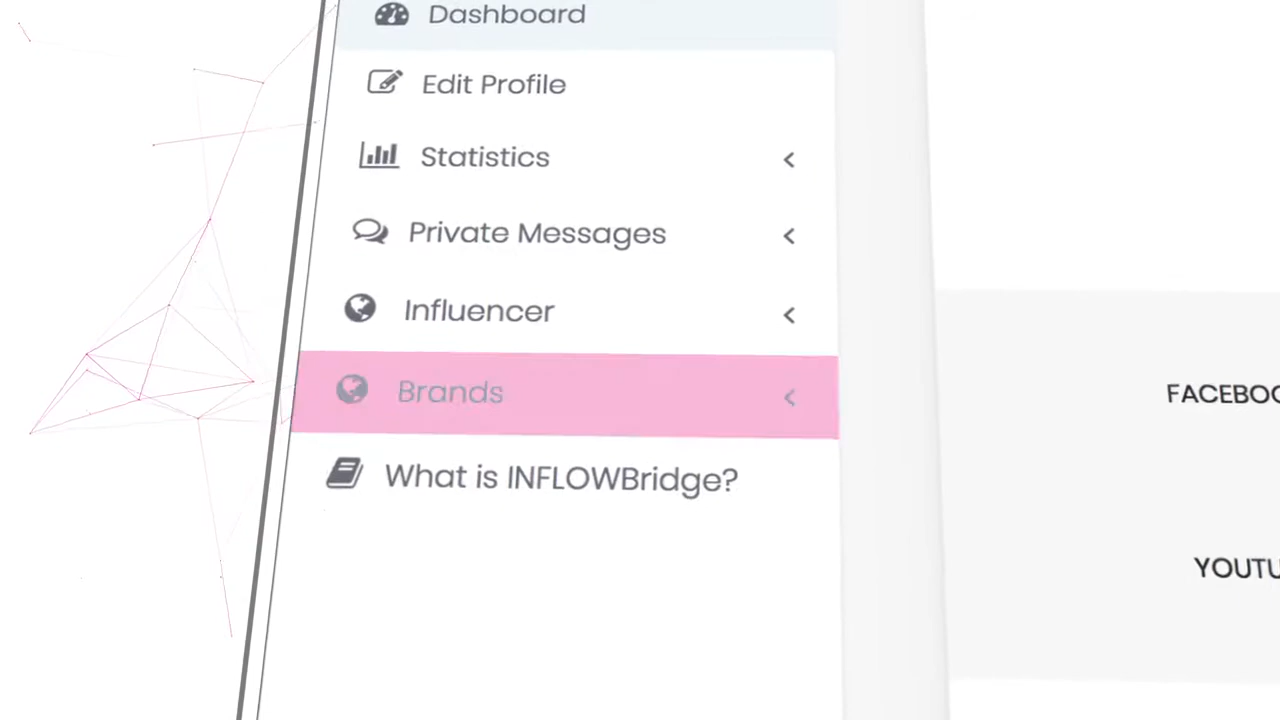 Dashboard
Edit Profile
Statistics
Private Messages
Influencer
Brands
What is INFLOWBridge?
FACEBOO
YOUTU